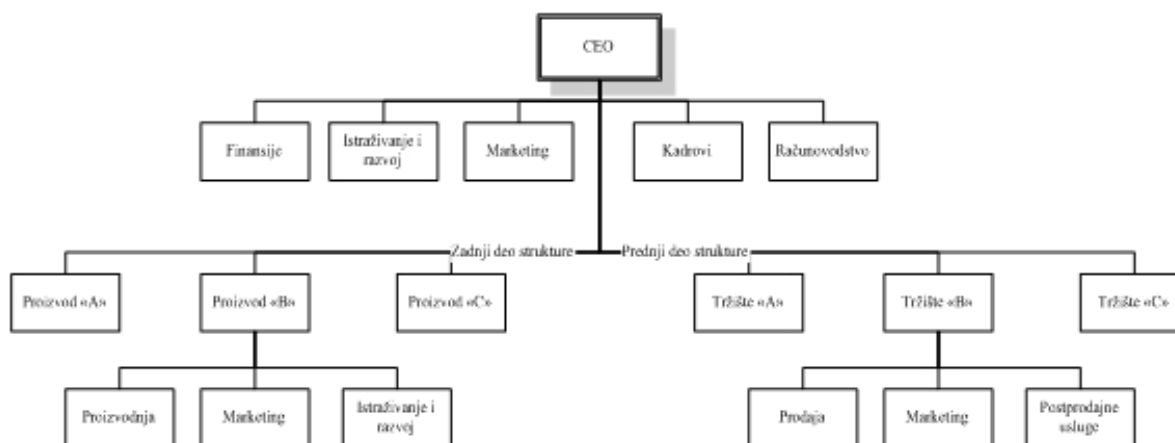 CEO
Finansije
Istraživanje i
razvoj
Marketing
Kadrovi
Računovodstvo
Zadnji deo strukture
Prednji deo strukture
Proizvod «A»
Proizvod «B»
Proizvod «C»
Tržište «A»
Tržište «B»
Tržište «C»
Proizvodnja
Marketing
Istraživanje i
razvoj
Prodaja
Marketing
Postprodajne
usluge